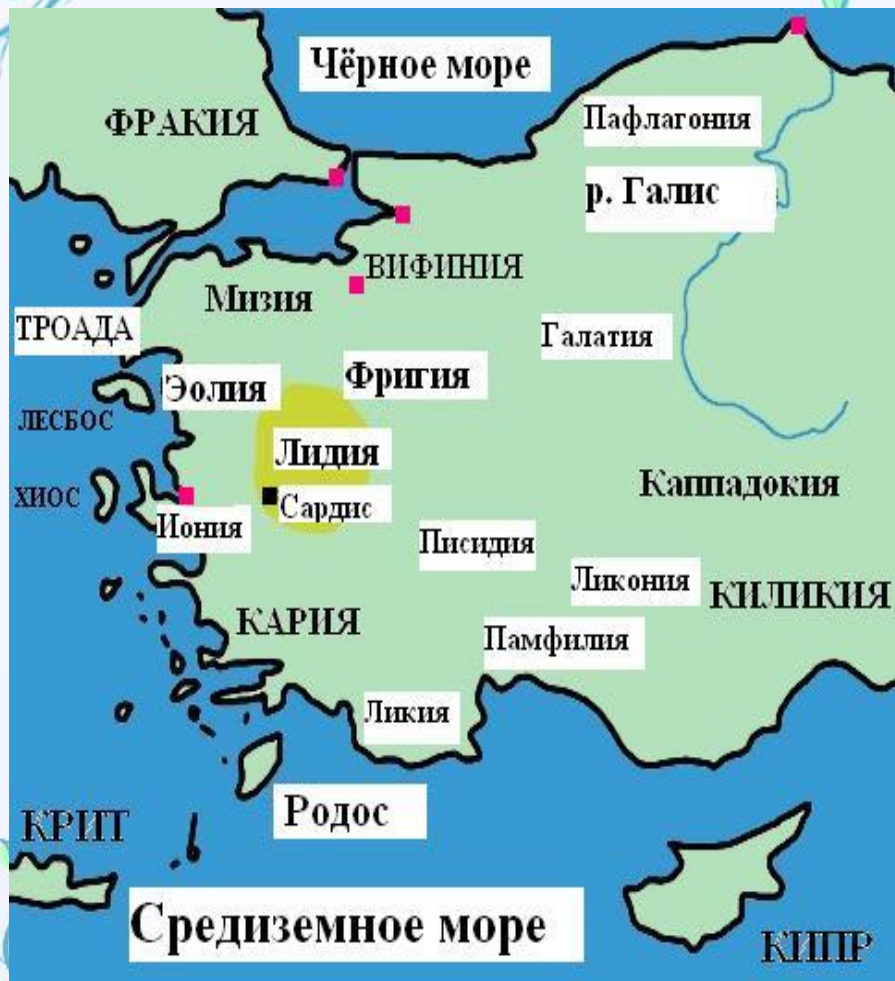 Чёрное море
ФРАКИЯ
Пафлагония
р. Галис
ВИФИНИЯ
Мизия
ТРОАДА
Галатия
Фригия
Эолия
ЛЕСБОС
Лидия
Каппадокия
ХИОС
Сардис
Иония
Писидия
Ликония
КИЛИКИЯ
КАРИЯ
Памфилия
Ликия
Родос
КРИТ
Средиземное море
КИПР